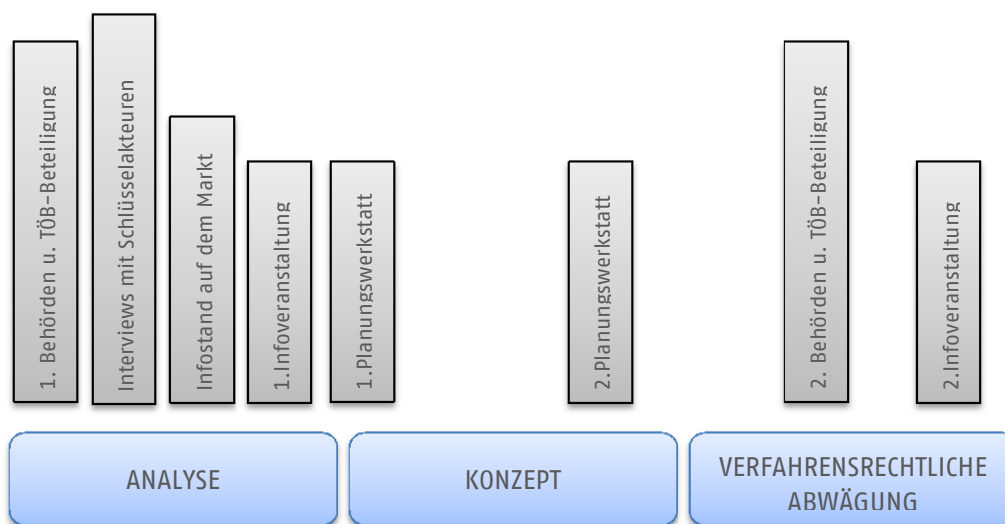 1. Behörden u. TÖB-Beteiligung
Interviews mit Schlüsselakteuren
Infostand auf dem Markt
1.Infoveranstaltung
1.Planungswerkstatt
2.Planungswerkstatt
2. Behörden u. TÖB-Beteiligung
2.Infoveranstaltung
ANALYSE
KONZEPT
VERFAHRENSRECHTLICHE
ABWÄGUNG